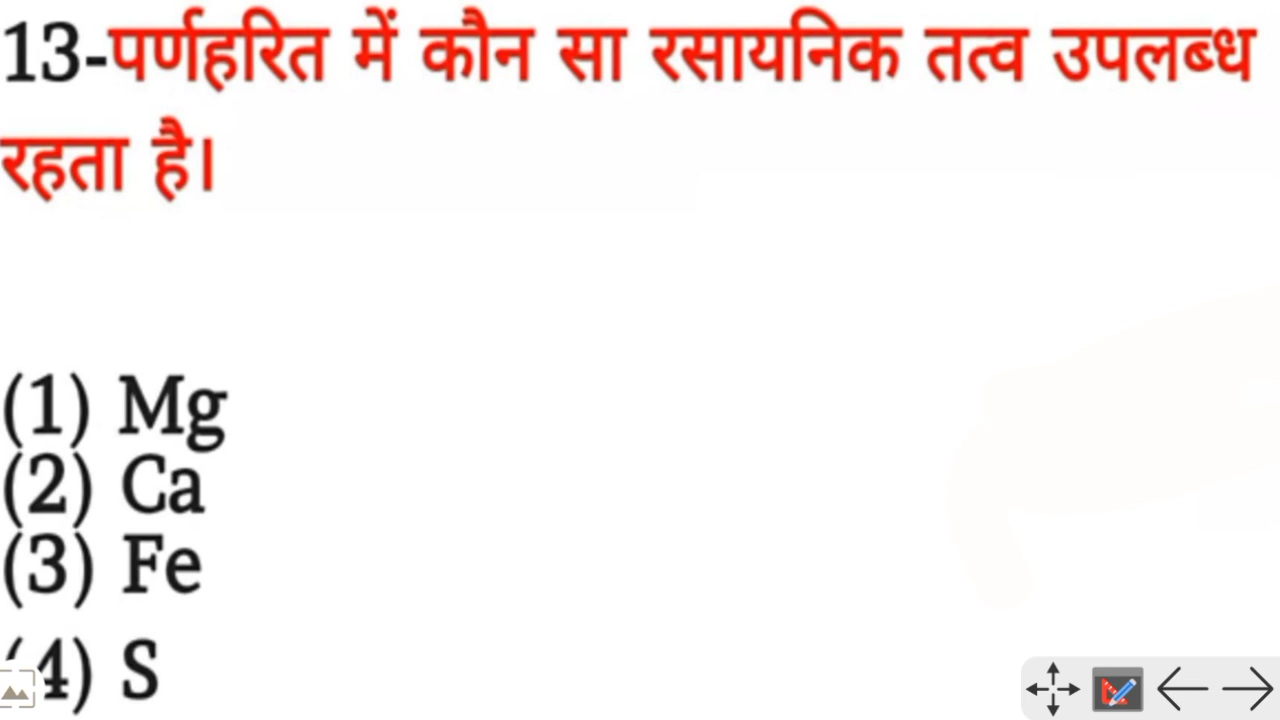 13-पर्णहरित में कौन सा रसायनिक तत्व उपलब्ध
रहता है।
(1) Mg
(2) Ca
(3) Fe
(4) S